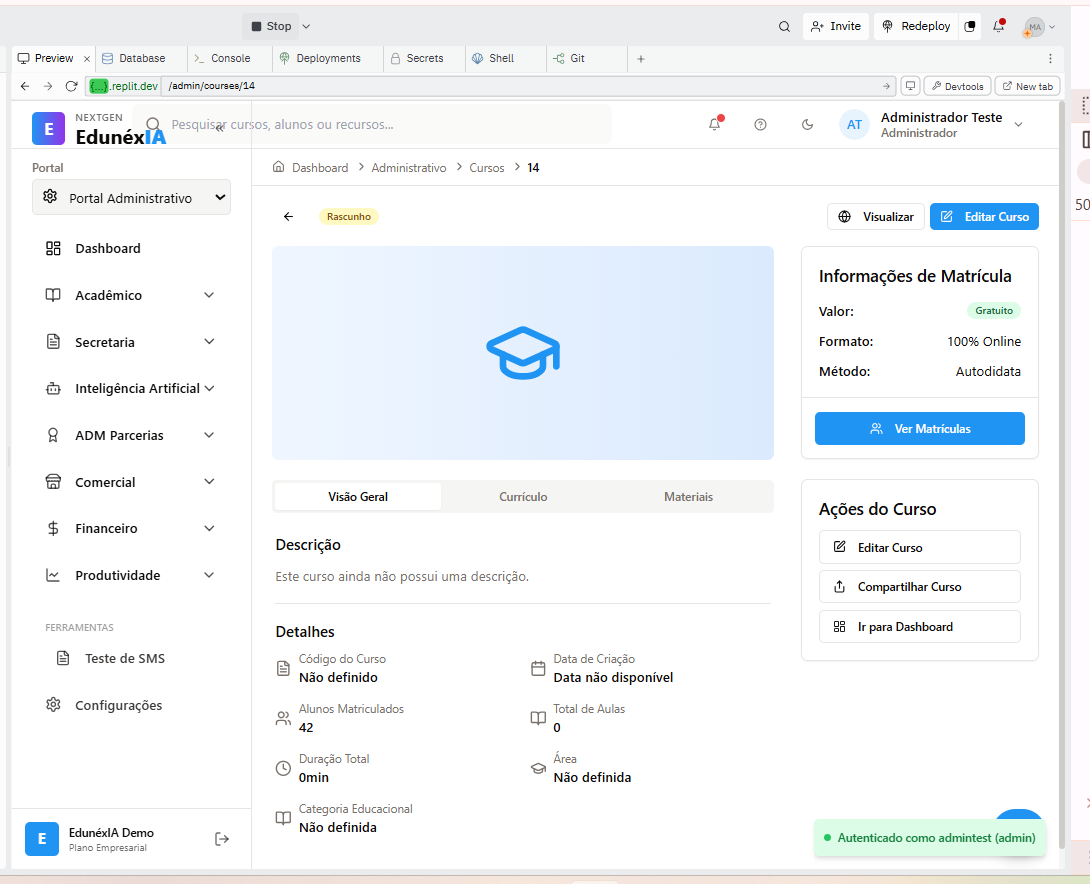 Stop
Invite
Redeploy
MA
Preview
Database
Console
Deployments
Secrets
Shell
Git
{...}.replit.dev
/admin/courses/14
Devtools
New tab
E
NEXTGEN
EdunéxIA
Pesquisar cursos, alunos ou recursos...
AT
Administrador Teste
Administrador
50
Portal
Portal Administrativo
Dashboard
Acadêmico
Secretaria
Inteligência Artificial
ADM Parcerias
Comercial
Financeiro
Produtividade
FERRAMENTAS
Teste de SMS
Configurações
E
EdunéxIA Demo
Plano Empresarial
Dashboard > Administrativo > Cursos > 14
Rascunho
Visualizar
Editar Curso
Visão Geral
Currículo
Materiais
Descrição
Este curso ainda não possui uma descrição.
Detalhes
Código do Curso
Não definido
Data de Criação
Data não disponível
Alunos Matriculados
42
Total de Aulas
0
Duração Total
0min
Área
Não definida
Categoria Educacional
Não definida
Informações de Matrícula
Valor:
Gratuito
Formato:
100% Online
Método:
Autodidata
Ver Matrículas
Ações do Curso
Editar Curso
Compartilhar Curso
Ir para Dashboard
Autenticado como admintest (admin)